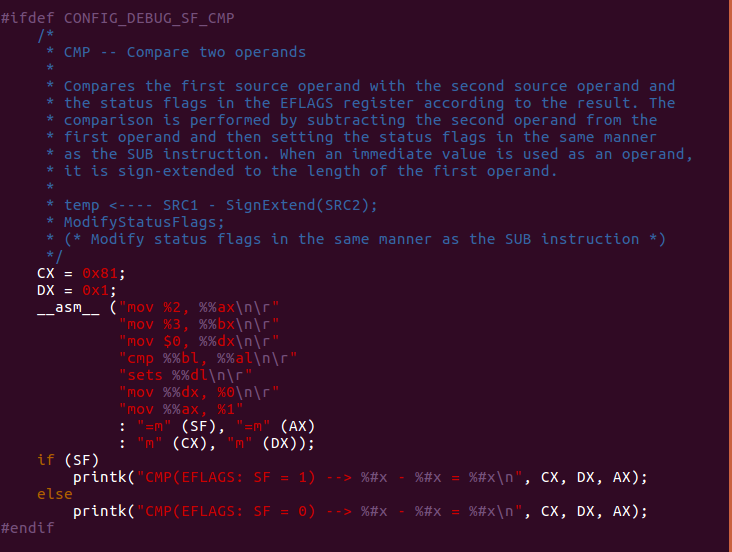 #ifdef CONFIG_DEBUG_SF_CMP
    /*
     * CMP -- Compare two operands
     *
     * Compares the first source operand with the second source operand and
     * the status flags in the EFLAGS register according to the result. The
     * comparison is performed by subtracting the second operand from the
     * first operand and then setting the status flags in the same manner
     * as the SUB instruction. When an immediate value is used as an operand,
     * it is sign-extended to the length of the first operand.
     *
     * temp <---- SRC1 - SignExtend(SRC2);
     * ModifyStatusFlags;
     * (* Modify status flags in the same manner as the SUB instruction *)
     */
    CX = 0x81;
    DX = 0x1;
    __asm__ ("mov %2, %%ax\n\r"
             "mov %3, %%bx\n\r"
             "mov $0, %%dx\n\r"
             "cmp %%bl, %%al\n\r"
             "sets %%dl\n\r"
             "mov %%dx, %0\n\r"
             "mov %%ax, %1"
             : "=m" (SF), "=m" (AX)
             : "m" (CX), "m" (DX));
    if (SF)
        printk("CMP(EFLAGS: SF = 1) --> %#x - %#x = %#x\n", CX, DX, AX);
    else
        printk("CMP(EFLAGS: SF = 0) --> %#x - %#x = %#x\n", CX, DX, AX);
#endif